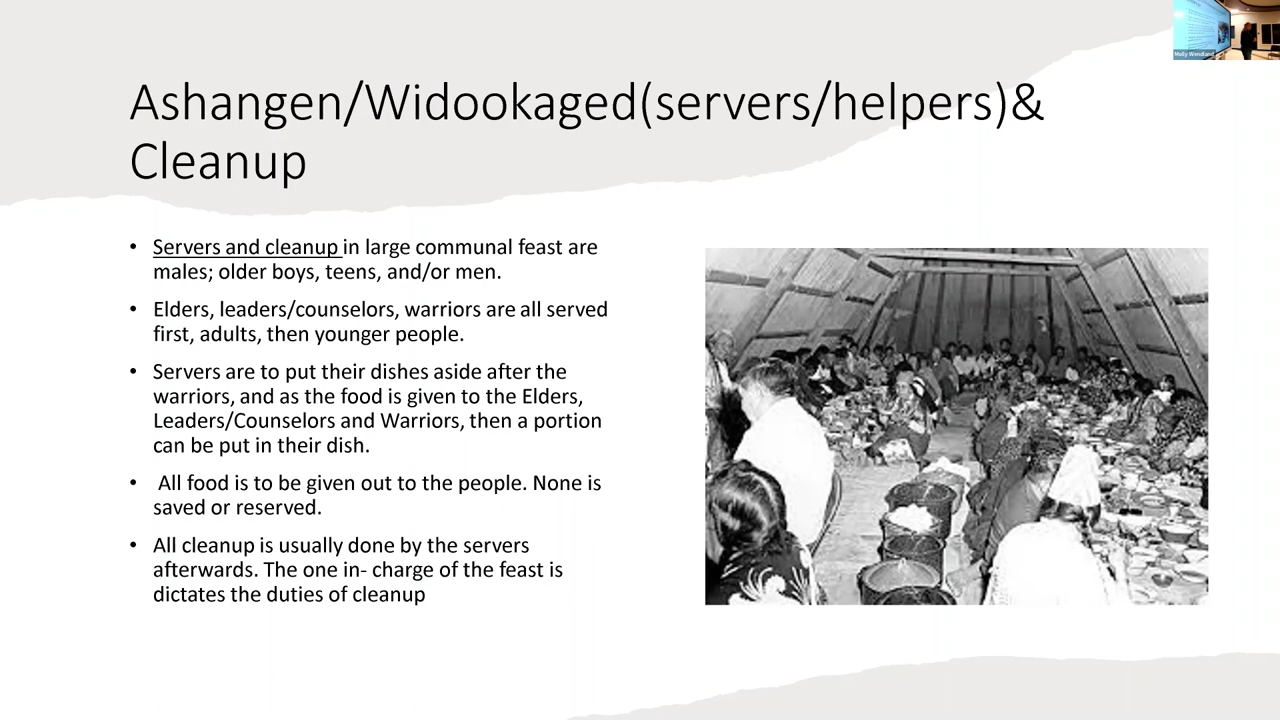 Molly Wendland
Ashangen/Widookaged(servers/helpers)&
Cleanup
• Servers and cleanup in large communal feast are
males; older boys, teens, and/or men.
• Elders, leaders/counselors, warriors are all served
first, adults, then younger people.
• Servers are to put their dishes aside after the
warriors, and as the food is given to the Elders,
Leaders/Counselors and Warriors, then a portion
can be put in their dish.
• All food is to be given out to the people. None is
saved or reserved.
• All cleanup is usually done by the servers
afterwards. The one in- charge of the feast is
dictates the duties of cleanup